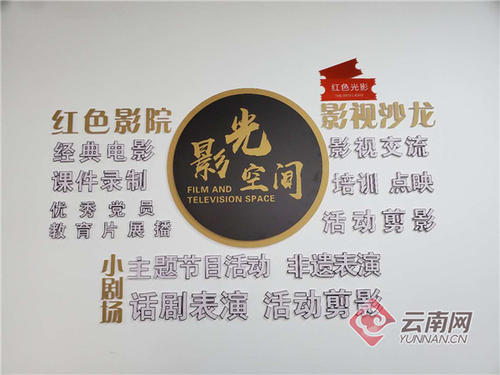 红色影院
经典电影
课件录制
优秀党员
教育片展播
光影空间
FILM AND
TELEVISION SPACE
红色光影
影视沙龙
影视交流
培训 点映
活动剪影
小剧场
主题节目活动 非遗表演
话剧表演 活动剪影
云南网
YUNNAN.CN